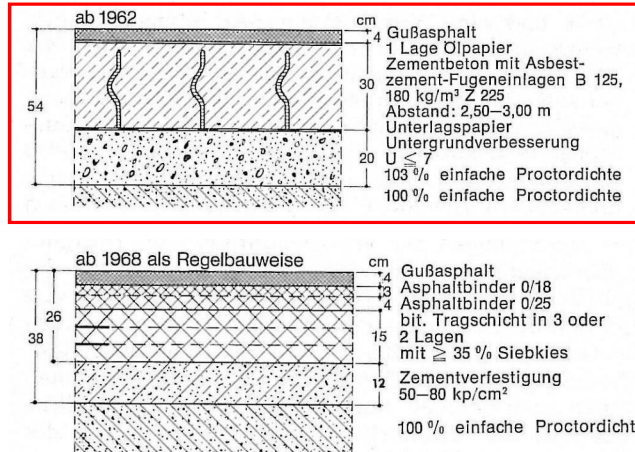 ab 1962
cm
54
4
30
20
Gußasphalt
1 Lage Ölpapier
Zementbeton mit Asbest-
zement-Fugeneinlagen B 125,
180 kg/m³ Z 225
Abstand: 2,50—3,00 m
Unterlagspapier
Untergrundverbesserung
U ≦ 7
103 % einfache Proctordichte
100 % einfache Proctordichte
ab 1968 als Regelbauweise
cm
38
26
4
3
4
15
12
Gußasphalt
Asphaltbinder 0/18
Asphaltbinder 0/25
bit. Tragschicht in 3 oder
2 Lagen
mit ≧ 35 % Siebkies
Zementverfestigung
50—80 kp/cm²
100 % einfache Proctordicht